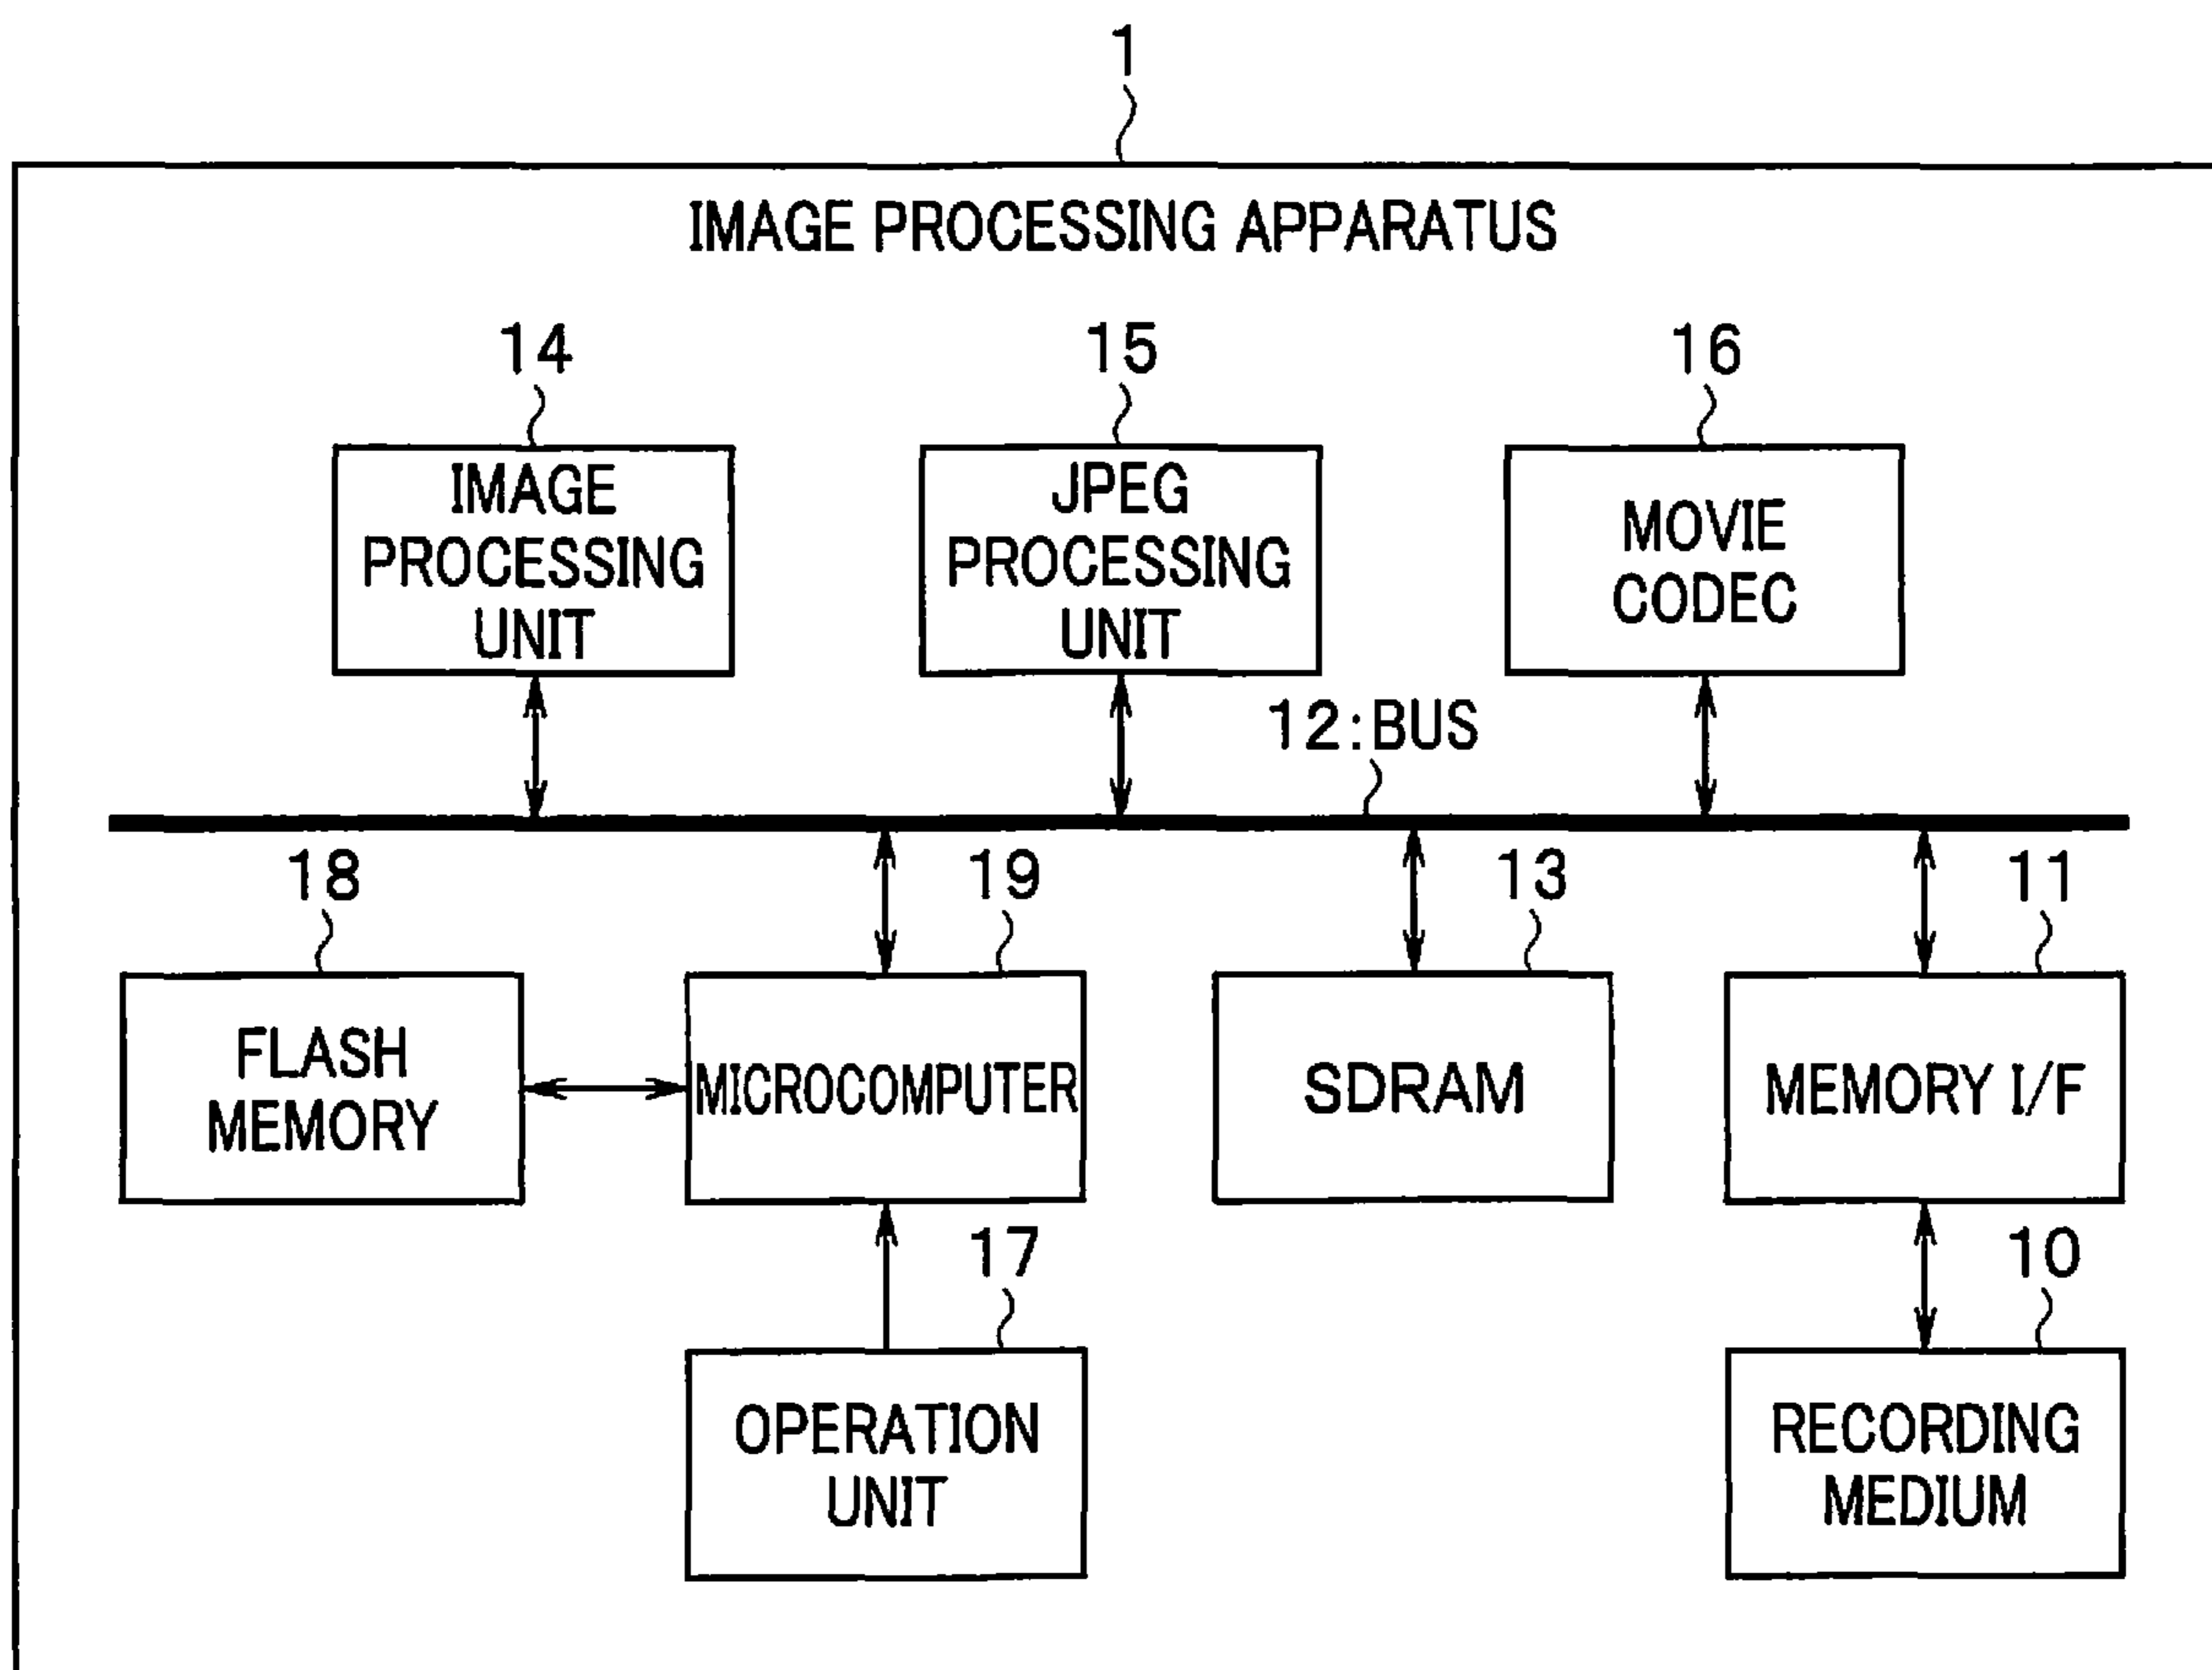 1
IMAGE PROCESSING APPARATUS
14
15
16
IMAGE
PROCESSING
UNIT
JPEG
PROCESSING
UNIT
MOVIE
CODEC
12:BUS
18
19
13
11
FLASH
MEMORY
MICROCOMPUTER
SDRAM
MEMORY I/F
17
10
OPERATION
UNIT
RECORDING
MEDIUM